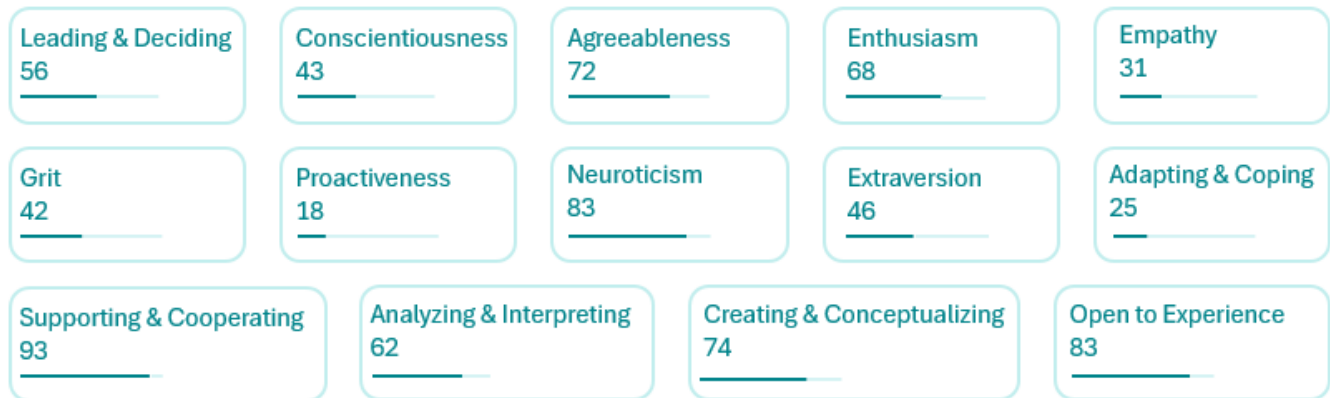 Leading & Deciding
56
Conscientiousness
43
Agreeableness
72
Enthusiasm
68
Empathy
31
Grit
42
Proactiveness
18
Neuroticism
83
Extraversion
46
Adapting & Coping
25
Supporting & Cooperating
93
Analyzing & Interpreting
62
Creating & Conceptualizing
74
Open to Experience
83